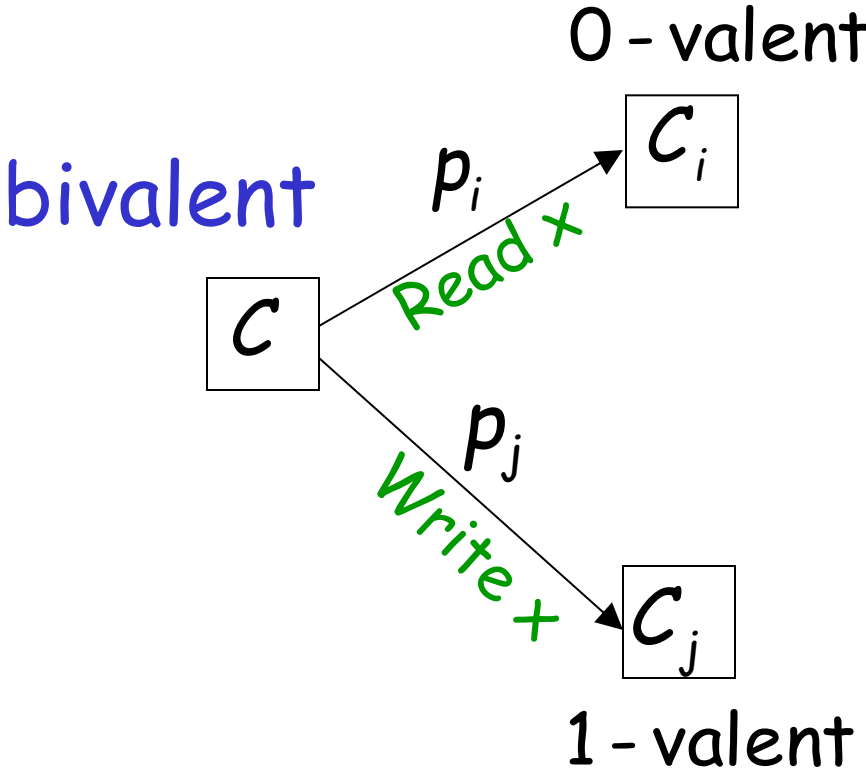 0 - valent
C_i
p_i
bivalent
Read x
C
p_j
Write x
C_j
1 - valent